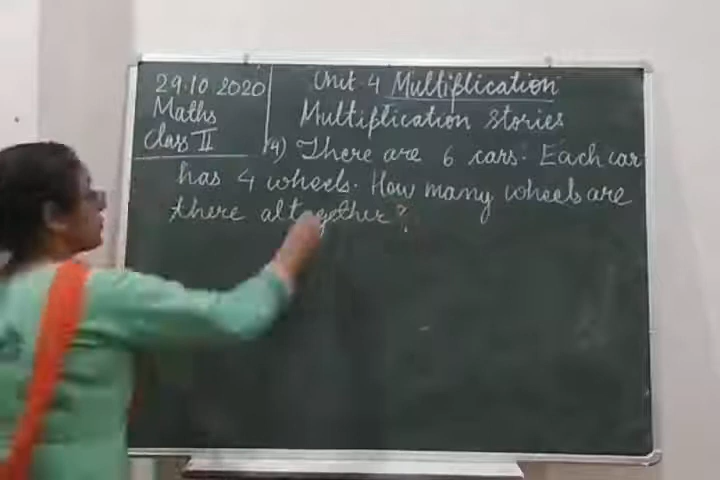 29.10 2020
Maths
Class II
Unit 4 Multiplication
Multiplication Stories
4) There are 6 cars. Each car
has 4 wheels. How many wheels are
there altogether?